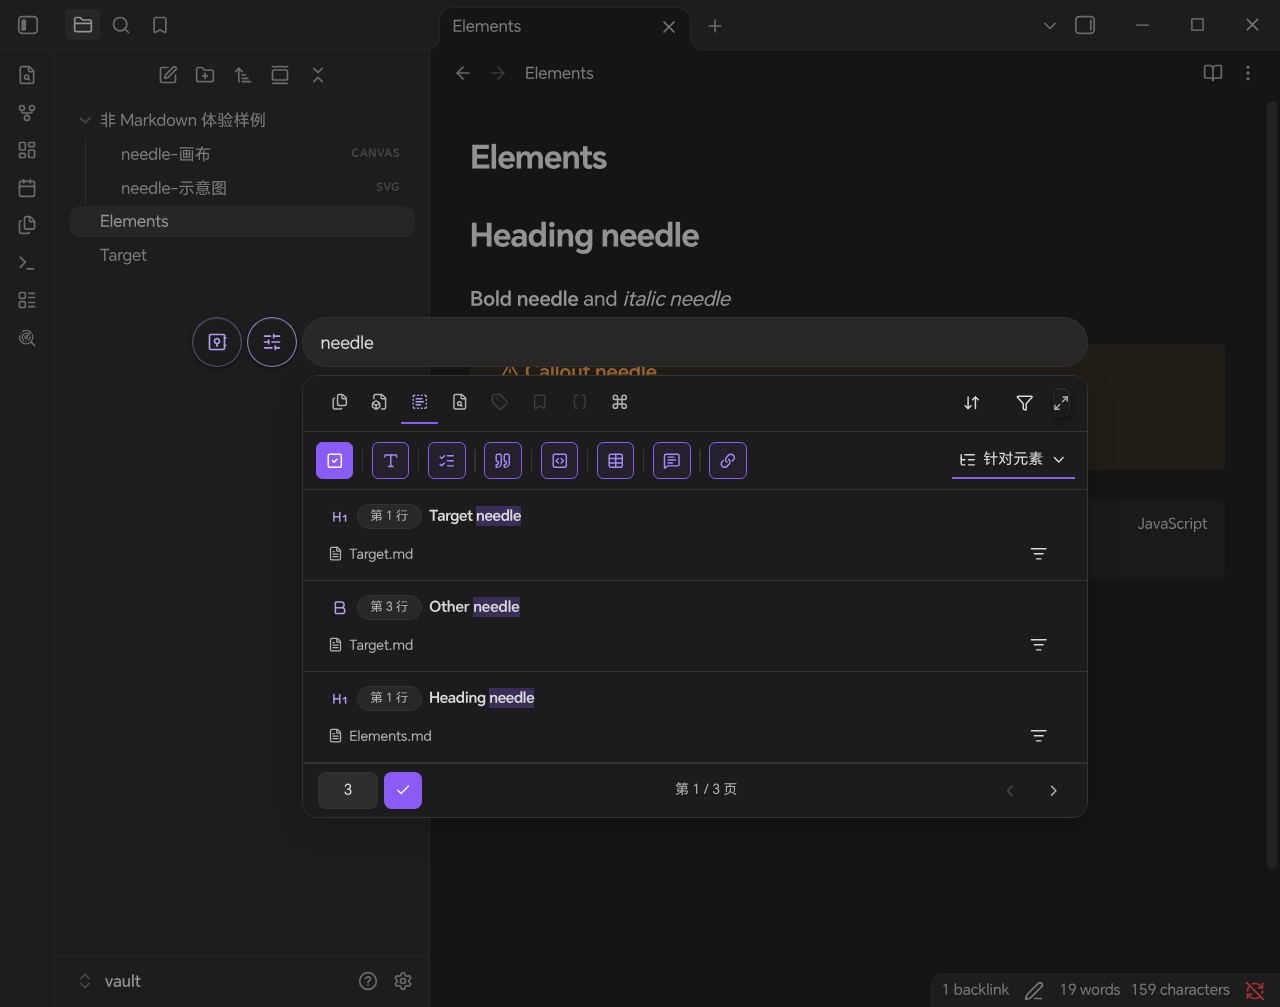 Elements
Elements
非 Markdown 体验样例
needle-画布 CANVAS
needle-示意图 SVG
Elements
Target
Elements
Heading needle
Bold needle and italic needle
needle
Callout needle
针对元素
JavaScript
H1 第 1 行 Target needle
Target.md
B 第 3 行 Other needle
Target.md
H1 第 1 行 Heading needle
Elements.md
3
第 1 / 3 页
vault
1 backlink 19 words 159 characters